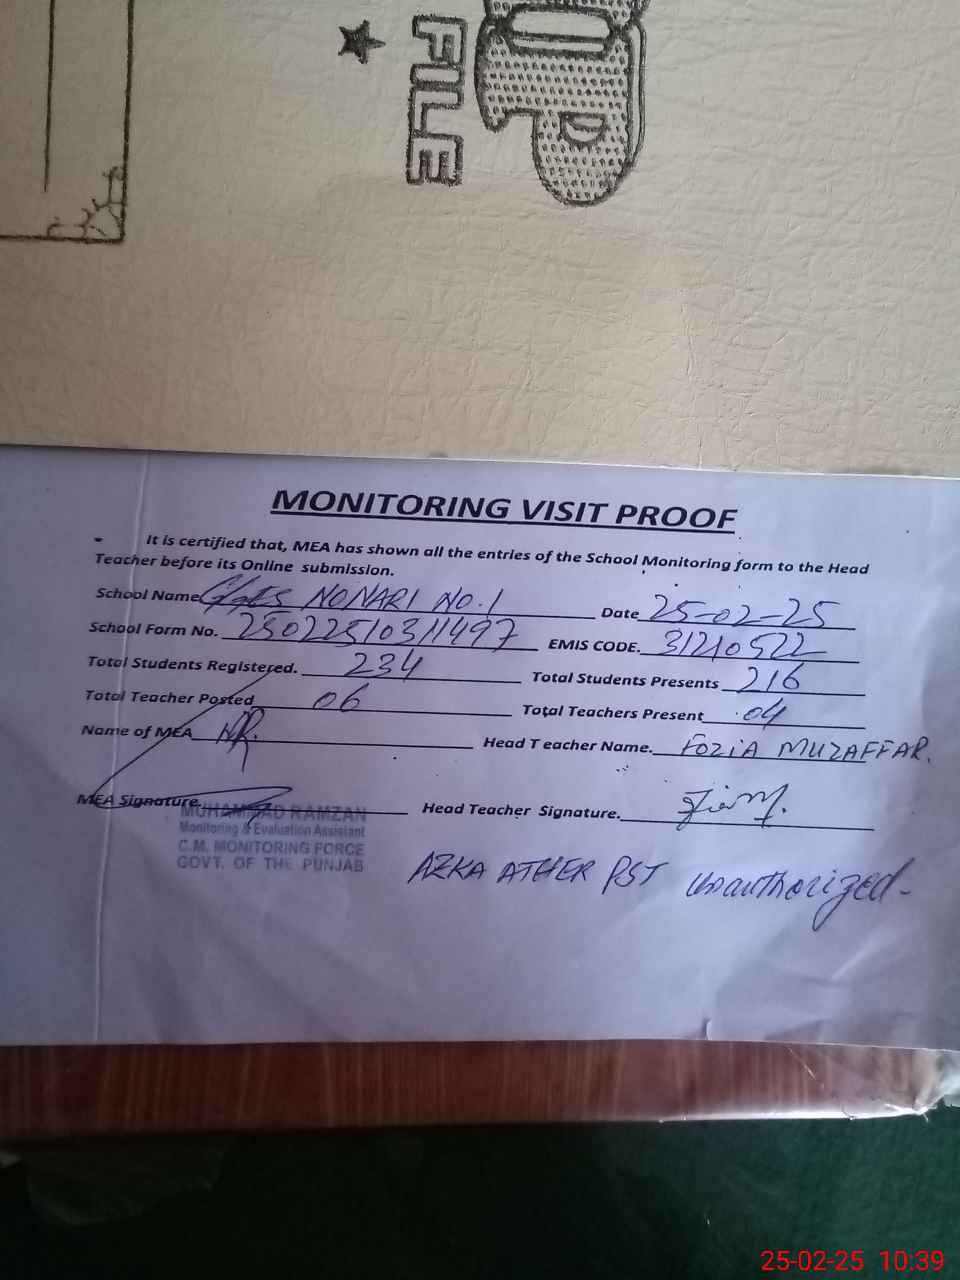 FILE
MONITORING VISIT PROOF
It is certified that, MEA has shown all the entries of the School Monitoring form to the Head
Teacher before its Online submission.
School Name NONARI NO.1 Date 25-02-25
School Form No. EMIS CODE. 31210522
Total Students Registered. 234 Total Students Presents 216
Total Teacher Posted 06 Total Teachers Present 04
Name of MEA Head Teacher Name. FOZIA MUZAFFAR.
MEA Signature. Head Teacher Signature.
MUHAMMAD RAMZAN
Monitoring & Evaluation Assistant
C.M. MONITORING FORCE
GOVT. OF THE PUNJAB
AZKA ATHER PST unauthorized-
25-02-25 10:39